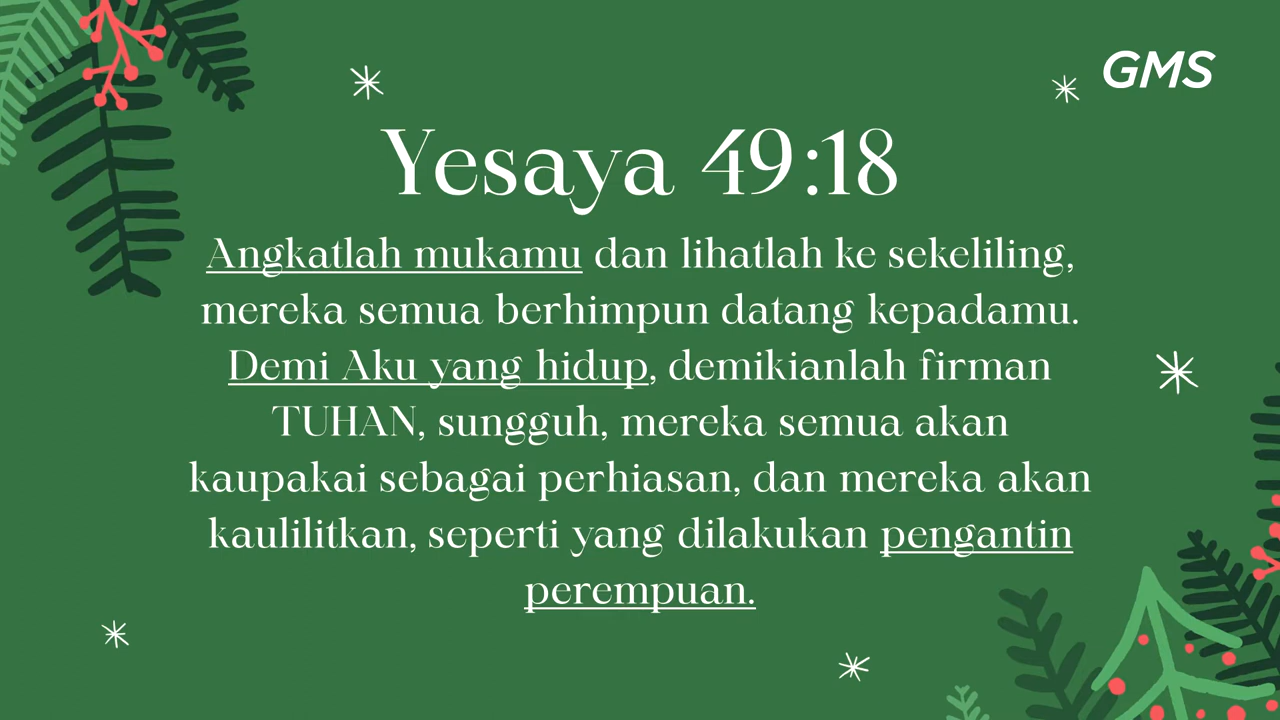 GMS
Yesaya 49:18
Angkatlah mukamu dan lihatlah ke sekeliling,
mereka semua berhimpun datang kepadamu.
Demi Aku yang hidup, demikianlah firman
TUHAN, sungguh, mereka semua akan
kaupakai sebagai perhiasan, dan mereka akan
kaulilitkan, seperti yang dilakukan pengantin
perempuan.